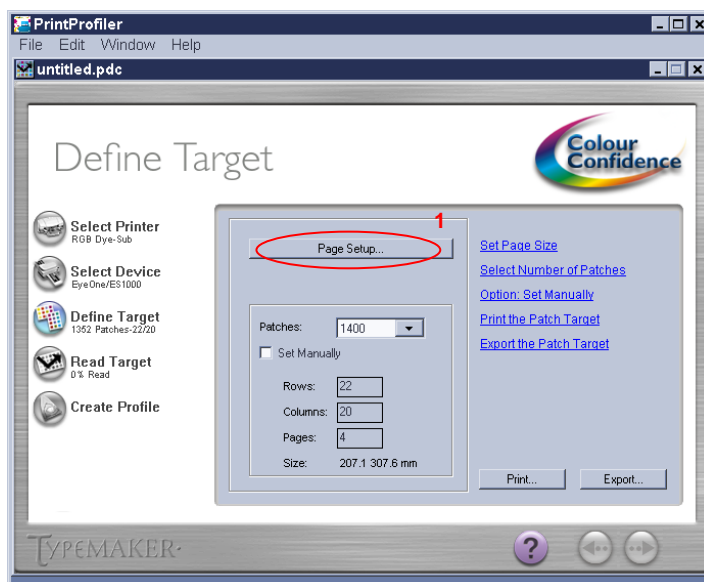 PrintProfiler
File Edit Window Help
untitled.pdc
Define Target
Colour
Confidence
Select Printer
RGB Dye-Sub
Select Device
EyeOne/ES1000
Define Target
1352 Patches-22/20
Read Target
0% Read
Create Profile
1
Page Setup...
Patches: 1400
Set Manually
Rows: 22
Columns: 20
Pages: 4
Size: 207.1 307.6 mm
Set Page Size
Select Number of Patches
Option: Set Manually
Print the Patch Target
Export the Patch Target
Print... Export...
TYPEMAKER
?